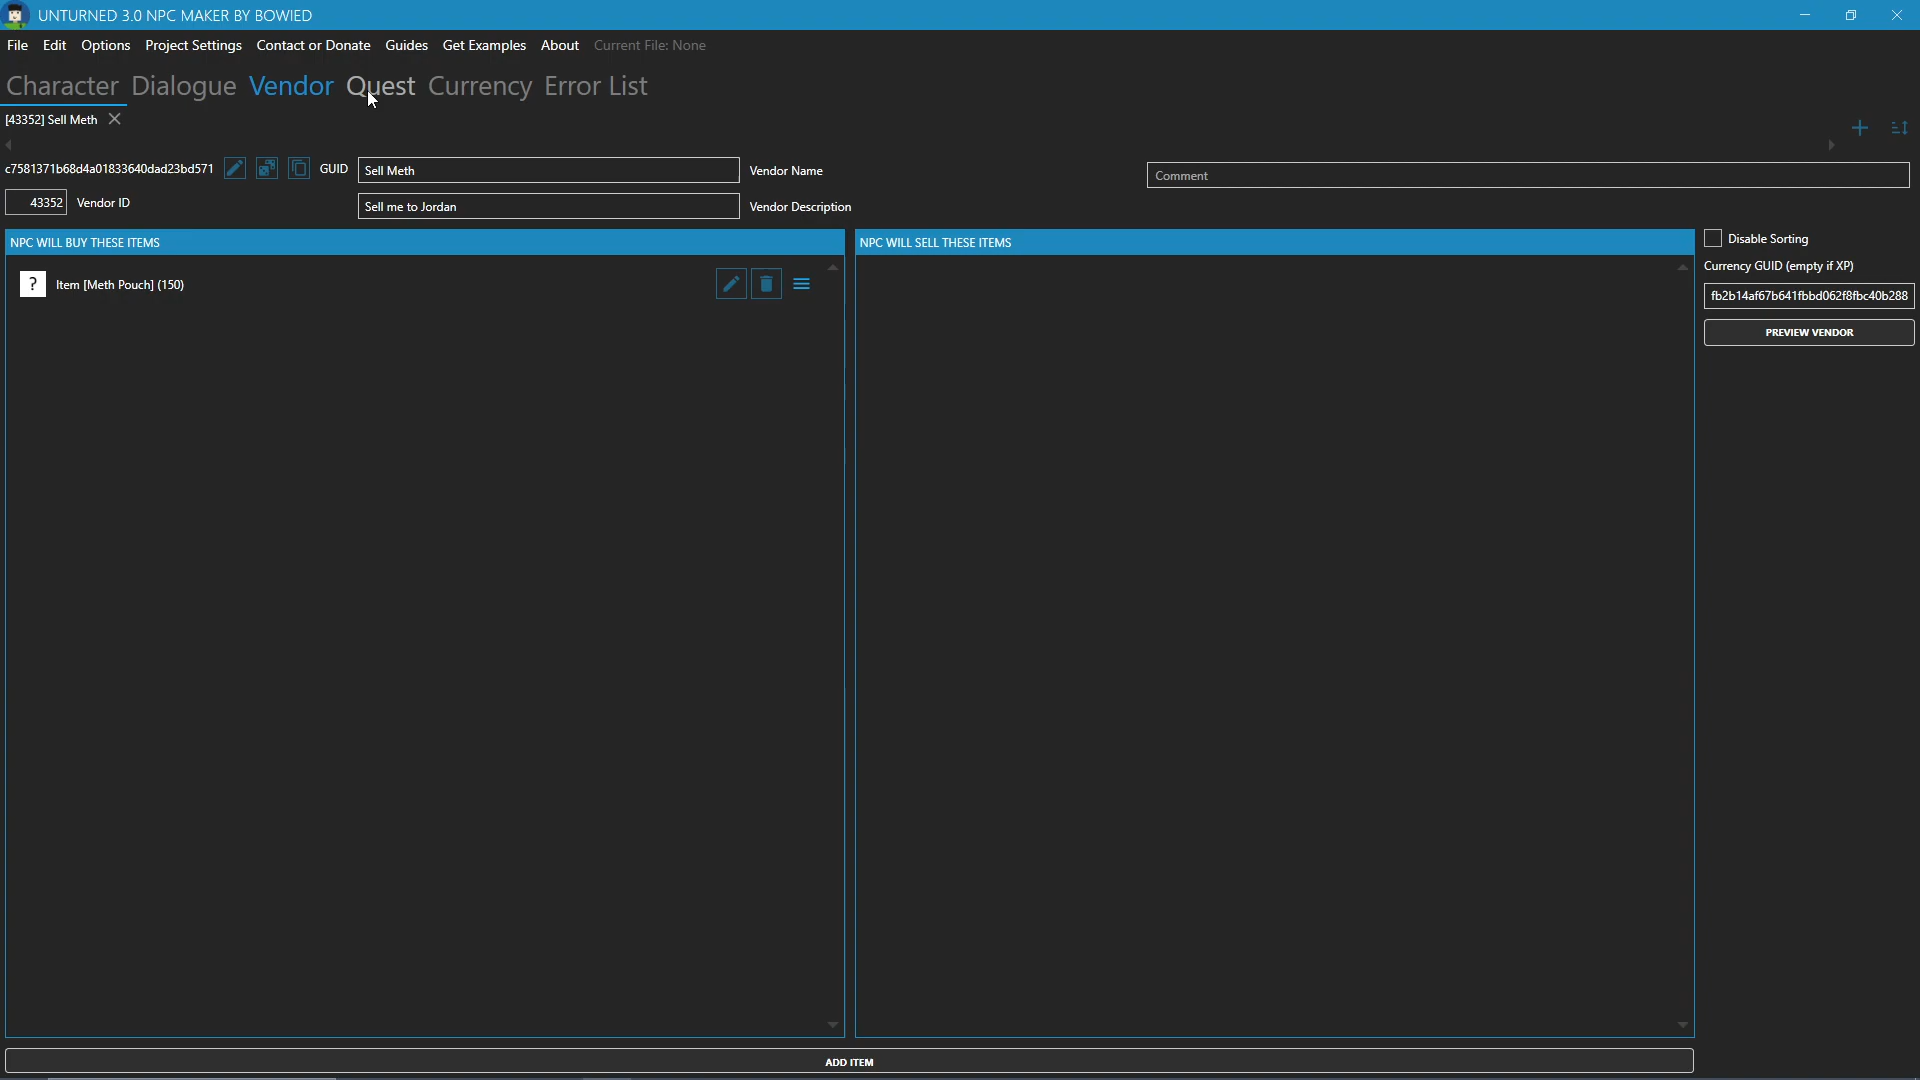 UNTURNED 3.0 NPC MAKER BY BOWIED
File Edit Options Project Settings Contact or Donate Guides Get Examples About Current File: None
Character Dialogue Vendor Quest Currency Error List
[43352] Sell Meth
c7581371b68d4a01833640dad23bd571 GUID Sell Meth Vendor Name Comment
43352 Vendor ID Sell me to Jordan Vendor Description
NPC WILL BUY THESE ITEMS NPC WILL SELL THESE ITEMS Disable Sorting
Currency GUID (empty if XP)
? Item [Meth Pouch] (150) fb2b14af67b641fbbd062f8fbc40b288
PREVIEW VENDOR
ADD ITEM